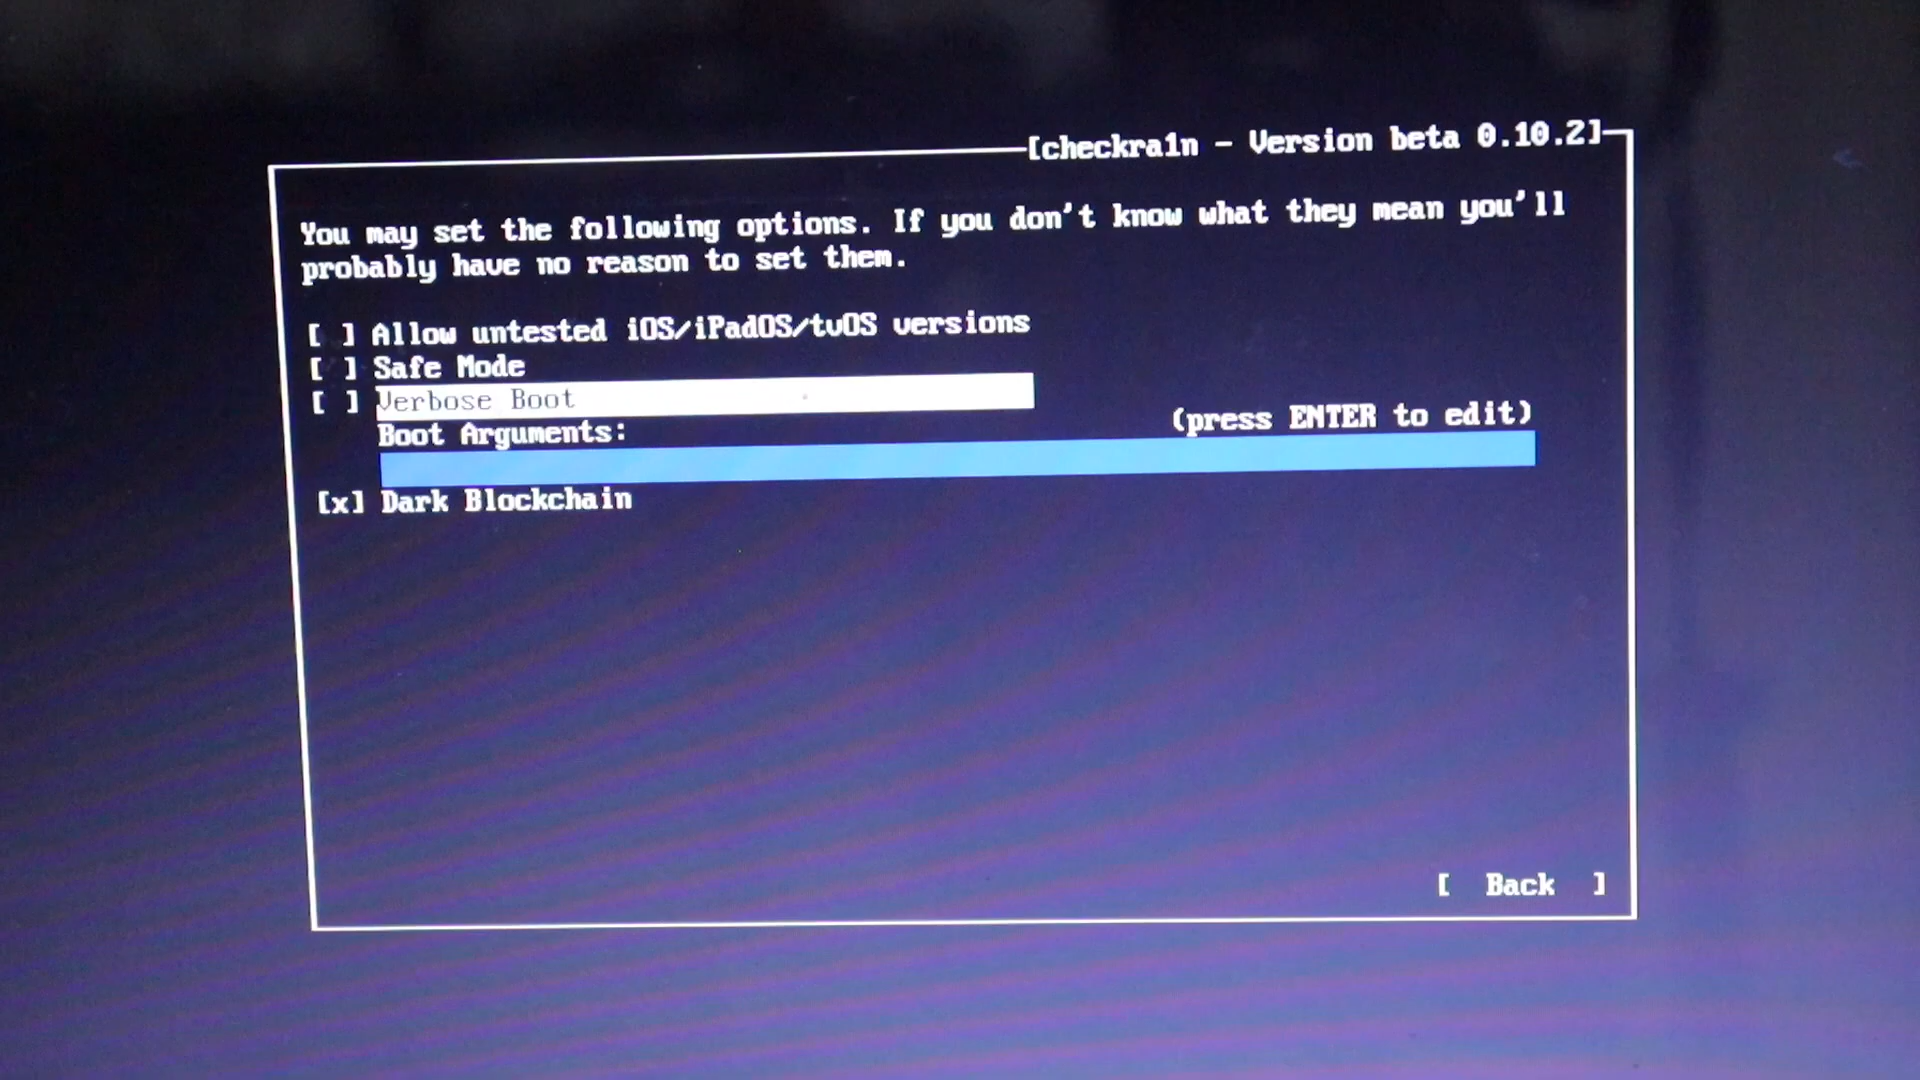 [checkra1n - Version beta 0.10.2]
You may set the following options. If you don't know what they mean you'll
probably have no reason to set them.
[ ] Allow untested iOS/iPadOS/tvOS versions
[ ] Safe Mode
[ ] Verbose Boot
Boot Arguments: (press ENTER to edit)
[x] Dark Blockchain
[ Back ]